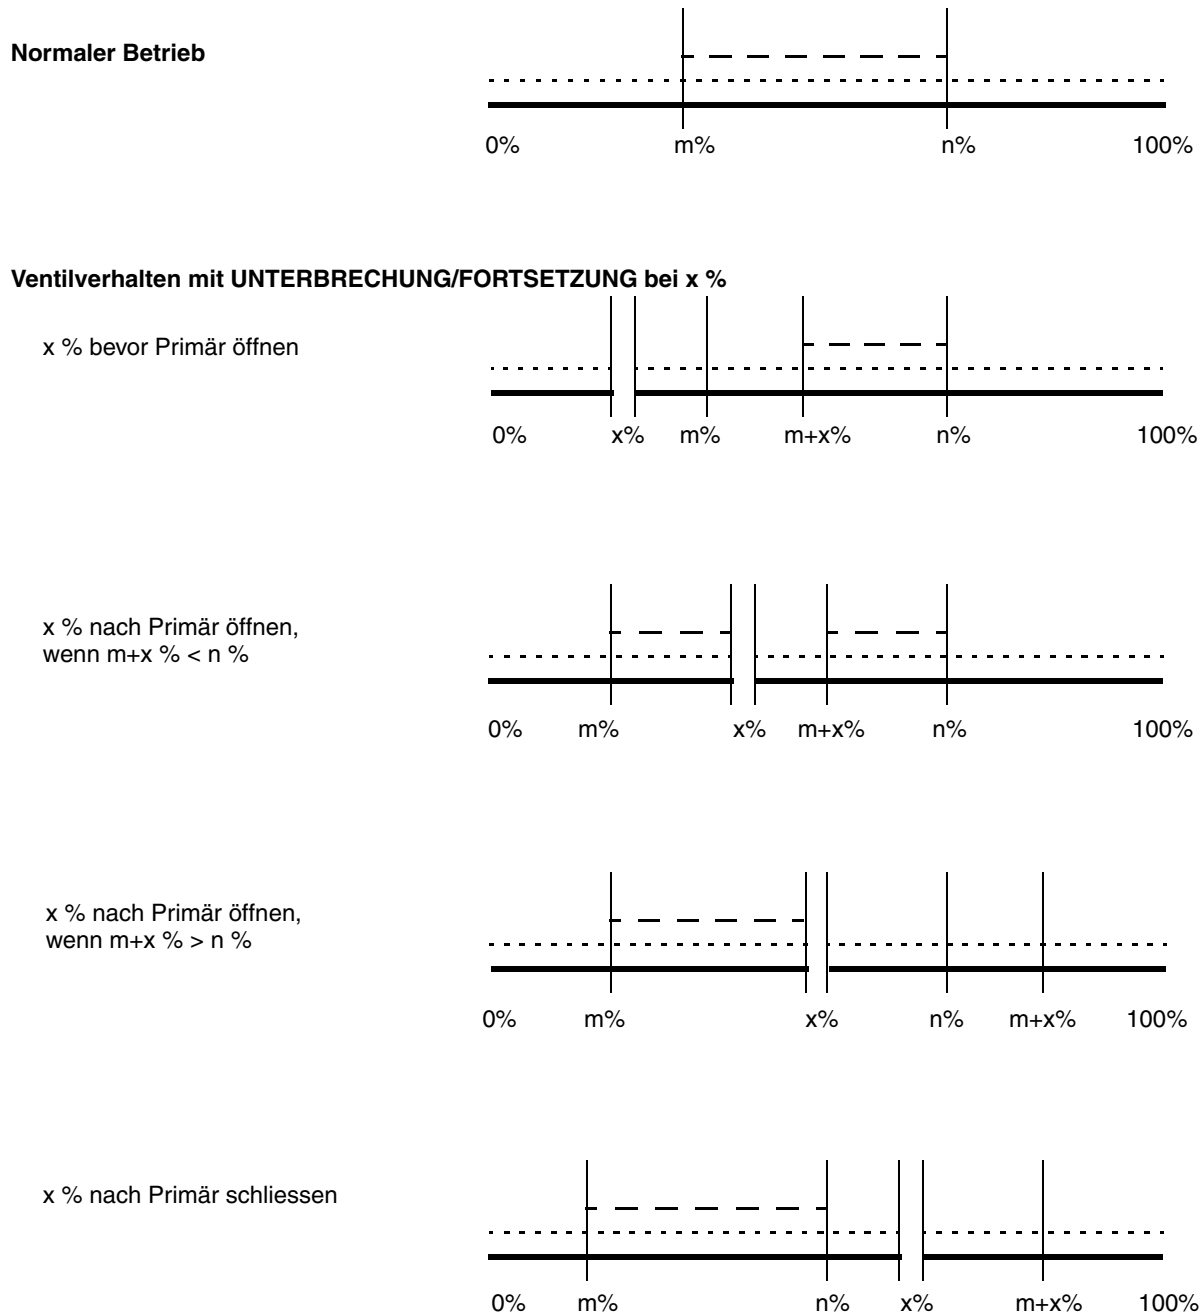 Normaler Betrieb
0% m% n% 100%
Ventilverhalten mit UNTERBRECHUNG/FORTSETZUNG bei x %
x % bevor Primär öffnen
0% x% m% m+x% n% 100%
x % nach Primär öffnen,
wenn m+x % < n %
0% m% x% m+x% n% 100%
x % nach Primär öffnen,
wenn m+x % > n %
0% m% x% n% m+x% 100%
x % nach Primär schliessen
0% m% n% x% m+x% 100%